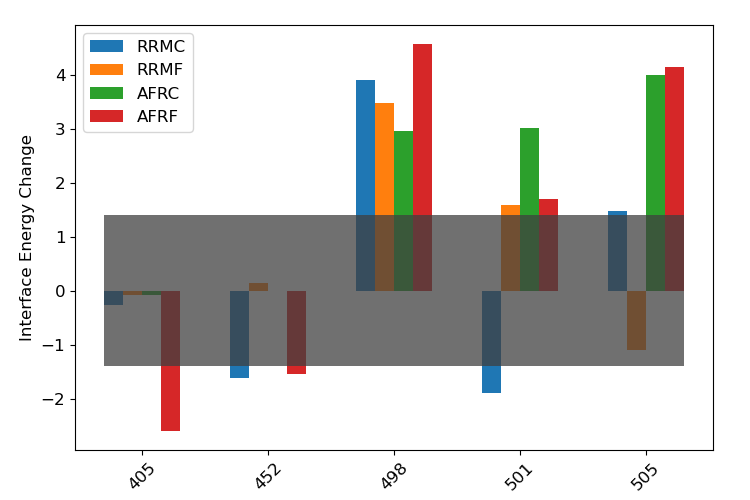 RRMC
RRMF
AFRC
AFRF
Interface Energy Change
4
3
2
1
0
−1
−2
405
452
498
501
505